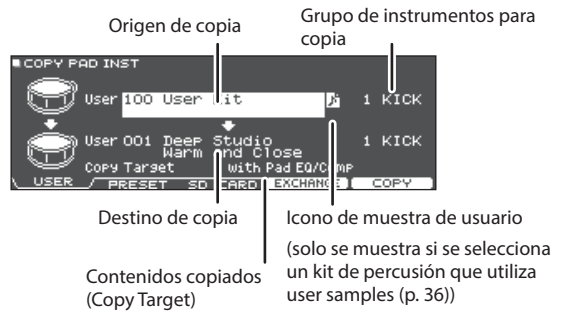 Origen de copia
Grupo de instrumentos para
copia
COPY PAD INST
User 100 User Kit 1 KICK
User 001 Deep Studio 1 KICK
Warm and Close
Copy Target with Pad EQ/Comp
USER PRESET SD CARD EXCHANGE COPY
Destino de copia
Icono de muestra de usuario
(solo se muestra si se selecciona
un kit de percusión que utiliza
user samples (p. 36))
Contenidos copiados
(Copy Target)